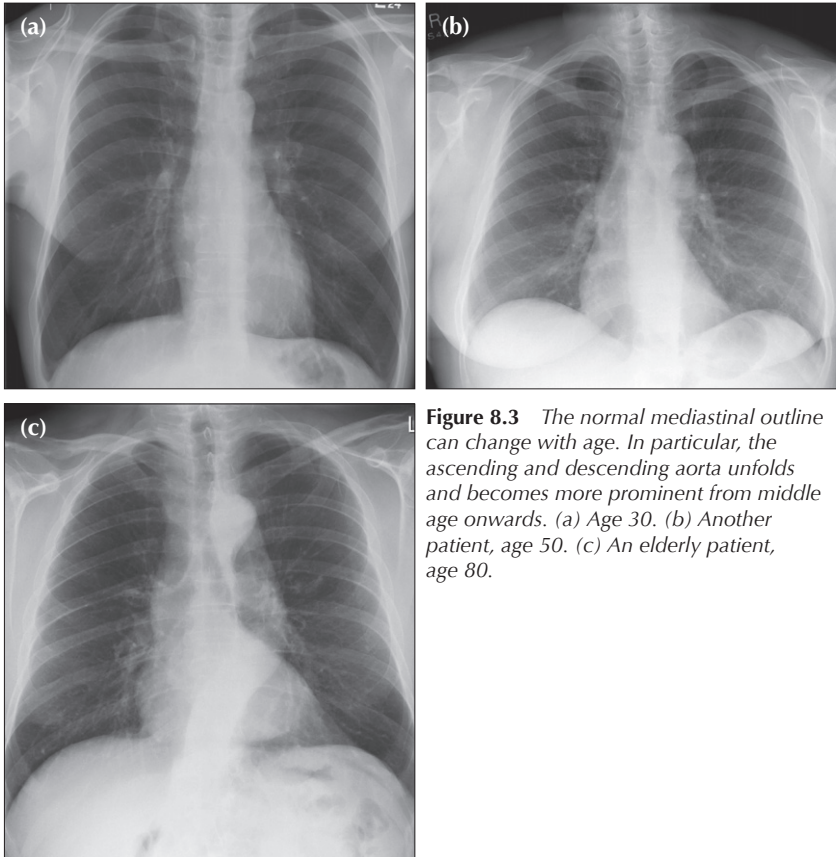 (a)
L 24
R
(b)
(c)
L
Figure 8.3 The normal mediastinal outline
can change with age. In particular, the
ascending and descending aorta unfolds
and becomes more prominent from middle
age onwards. (a) Age 30. (b) Another
patient, age 50. (c) An elderly patient,
age 80.